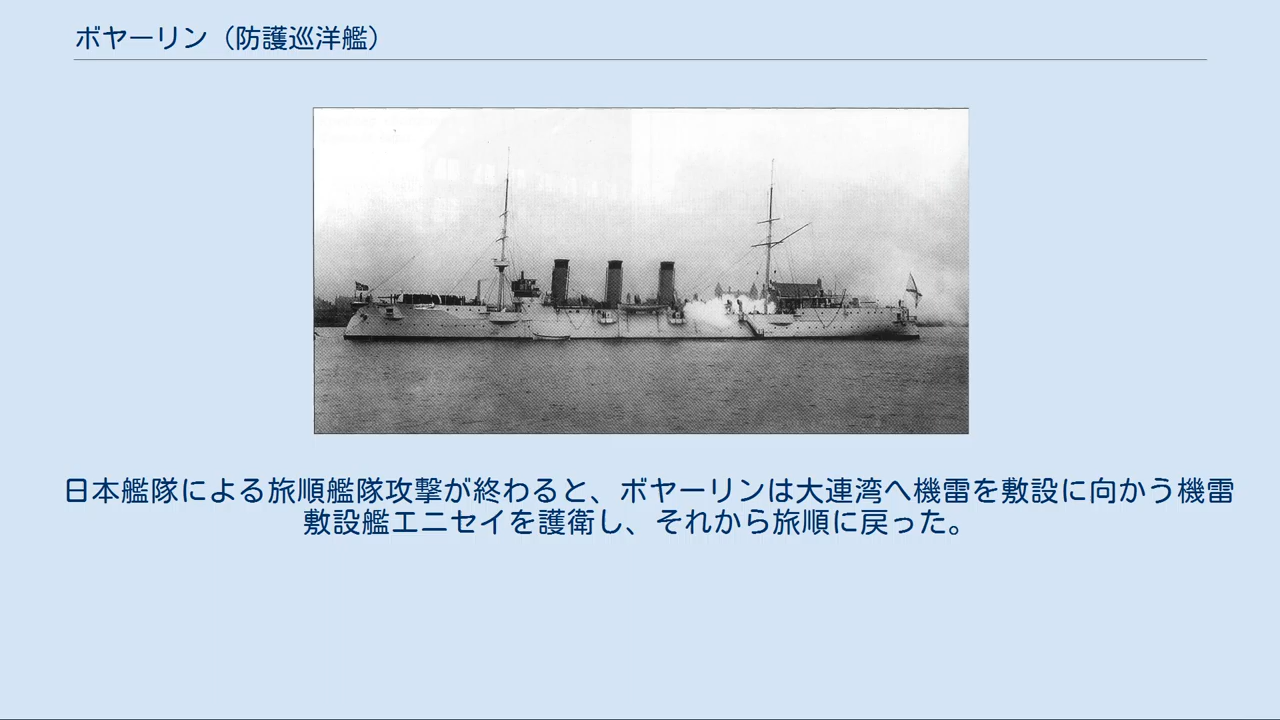 ボヤーリン（防護巡洋艦）
日本艦隊による旅順艦隊攻撃が終わると、ボヤーリンは大連湾へ機雷を敷設に向かう機雷
敷設艦エニセイを護衛し、それから旅順に戻った。